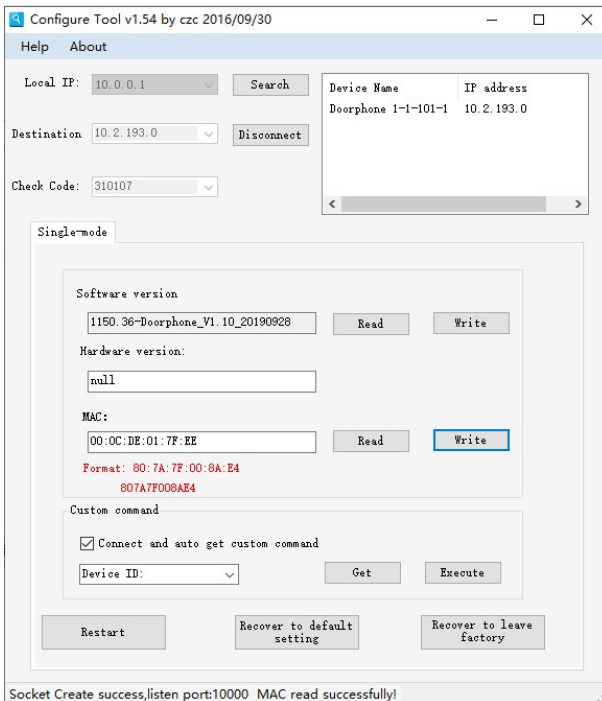 Configure Tool v1.54 by czc 2016/09/30
Help About
Local IP: 10.0.0.1 Search
Device Name IP address
Doorphone 1-1-101-1 10.2.193.0
Destination 10.2.193.0 Disconnect
Check Code: 310107
Single-mode
Software version
1150.36-Doorphone_V1.10_20190928 Read Write
Hardware version:
null
MAC:
00:0C:DE:01:7F:EE Read Write
Format: 80:7A:7F:00:8A:E4
807A7F008AE4
Custom command
Connect and auto get custom command
Device ID: Get Execute
Restart
Recover to default
setting
Recover to leave
factory
Socket Create success,listen port:10000 MAC read successfully!